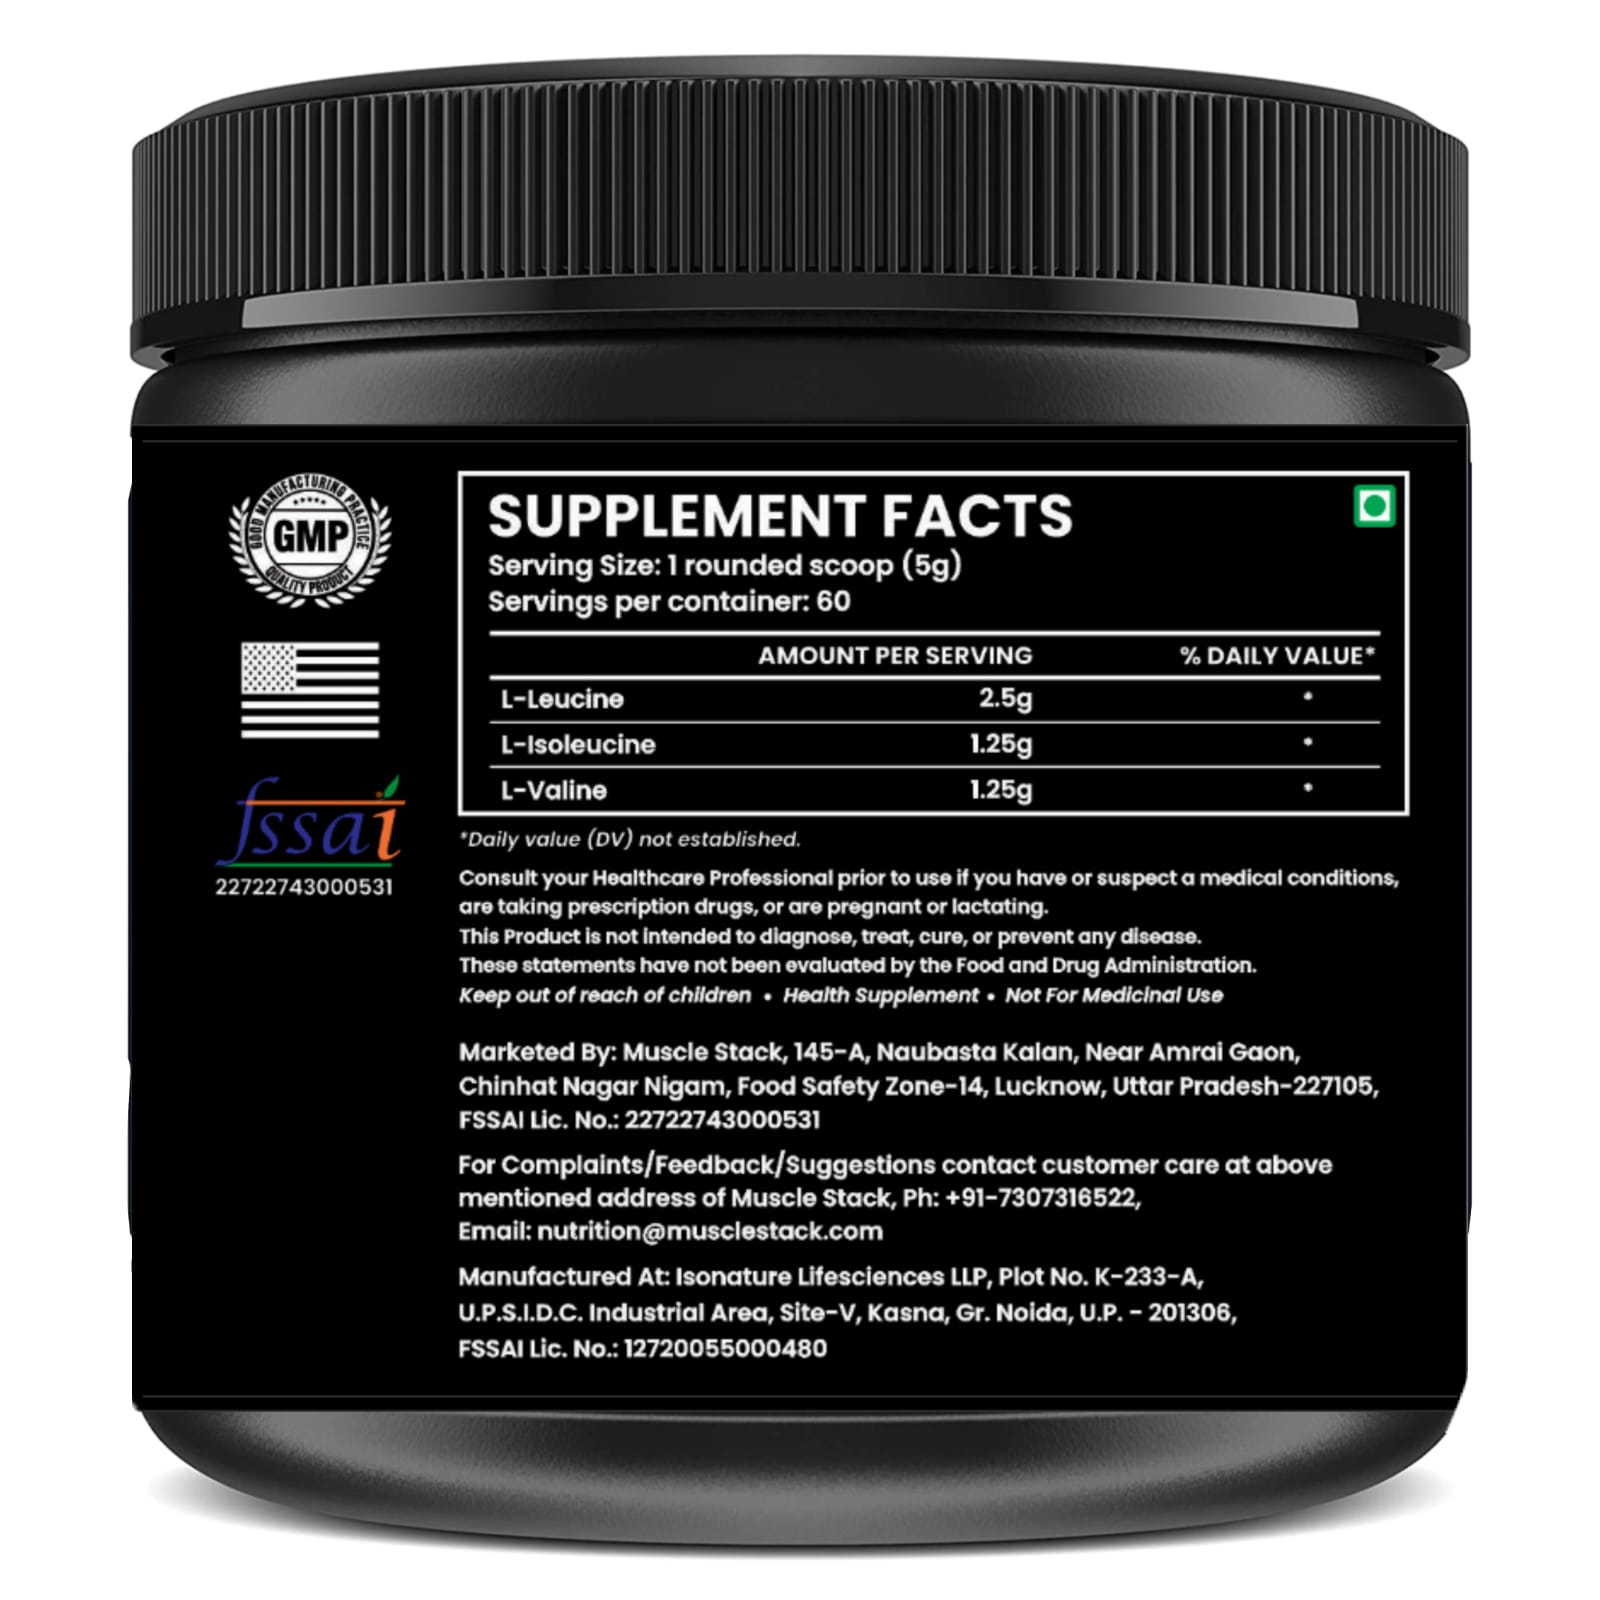 GOOD MANUFACTURING PRACTICE
GMP
QUALITY PRODUCT
fssai
22722743000531
SUPPLEMENT FACTS
Serving Size: 1 rounded scoop (5g)
Servings per container: 60
AMOUNT PER SERVING % DAILY VALUE*
L-Leucine 2.5g *
L-Isoleucine 1.25g *
L-Valine 1.25g *
*Daily value (DV) not established.
Consult your Healthcare Professional prior to use if you have or suspect a medical conditions,
are taking prescription drugs, or are pregnant or lactating.
This Product is not intended to diagnose, treat, cure, or prevent any disease.
These statements have not been evaluated by the Food and Drug Administration.
Keep out of reach of children • Health Supplement • Not For Medicinal Use
Marketed By: Muscle Stack, 145-A, Naubasta Kalan, Near Amrai Gaon,
Chinhat Nagar Nigam, Food Safety Zone-14, Lucknow, Uttar Pradesh-227105,
FSSAI Lic. No.: 22722743000531
For Complaints/Feedback/Suggestions contact customer care at above
mentioned address of Muscle Stack, Ph: +91-7307316522,
Email: nutrition@musclestack.com
Manufactured At: Isonature Lifesciences LLP, Plot No. K-233-A,
U.P.S.I.D.C. Industrial Area, Site-V, Kasna, Gr. Noida, U.P. - 201306,
FSSAI Lic. No.: 12720055000480